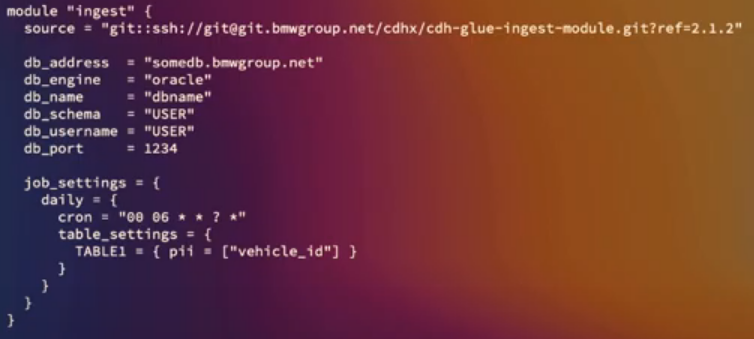 module "ingest" {
  source = "git::ssh://git@git.bmwgroup.net/cdhx/cdh-glue-ingest-module.git?ref=2.1.2"

  db_address  = "somedb.bmwgroup.net"
  db_engine   = "oracle"
  db_name     = "dbname"
  db_schema   = "USER"
  db_username = "USER"
  db_port     = 1234

  job_settings = {
    daily = {
      cron = "00 06 * * ? *"
      table_settings = {
        TABLE1 = { pii = ["vehicle_id"] }
      }
    }
  }
}